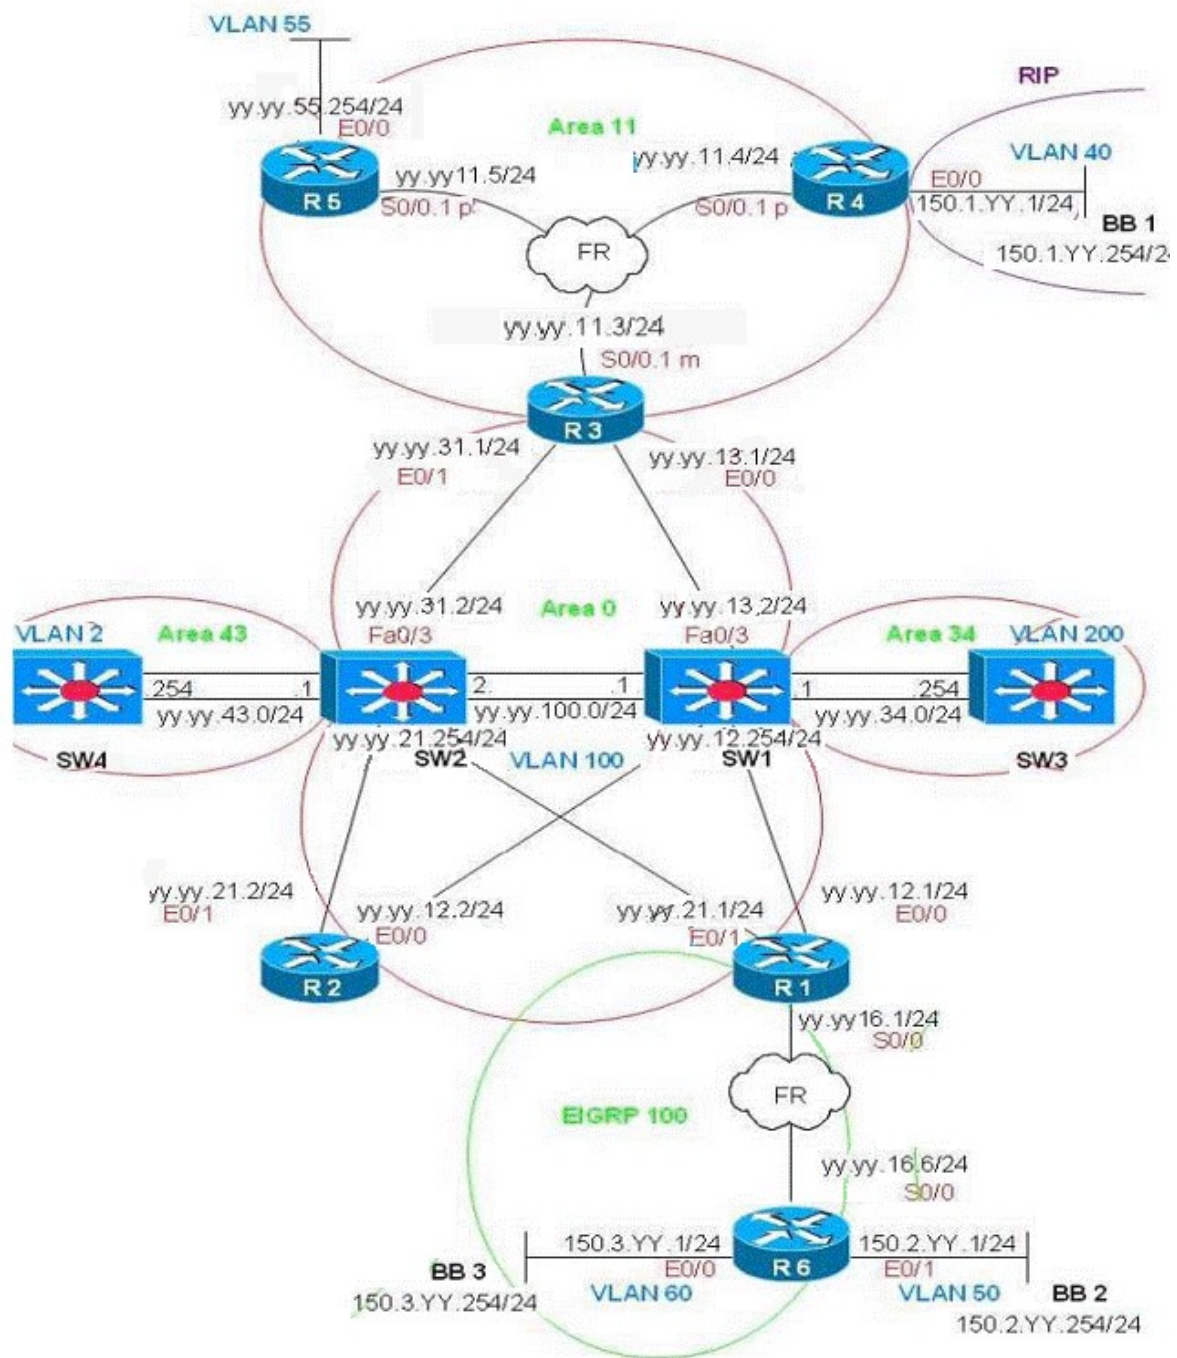 VLAN 55
RIP
yy.yy.55.254/24
E0/0
Area 11
yy.yy.11.4/24
VLAN 40
yy.yy11.5/24
E0/0
R 5
S0/0.1 p
S0/0.1 p
R 4
150.1.YY.1/24
BB 1
FR
150.1.YY.254/24
yy.yy.11.3/24
S0/0.1 m
R 3
yy.yy.31.1/24
yy.yy.13.1/24
E0/1
E0/0
yy.yy.31.2/24
Area 0
yy.yy.13.2/24
VLAN 2
Area 43
Fa0/3
Fa0/3
Area 34
VLAN 200
.254
.1
2.
.1
.1
.254
yy.yy.43.0/24
yy.yy.100.0/24
yy.yy.34.0/24
yy.yy.21.254/24
yy.yy.12.254/24
SW4
SW2
VLAN 100
SW1
SW3
yy.yy.21.2/24
E0/1
yy.yy.12.2/24
E0/0
yy.yy.21.1/24
E0/1
yy.yy.12.1/24
E0/0
R 2
R 1
yy.yy16.1/24
S0/0
FR
EIGRP 100
yy.yy.16.6/24
S0/0
150.3.YY.1/24
150.2.YY.1/24
BB 3
E0/0
R 6
E0/1
150.3.YY.254/24
VLAN 60
VLAN 50
BB 2
150.2.YY.254/24